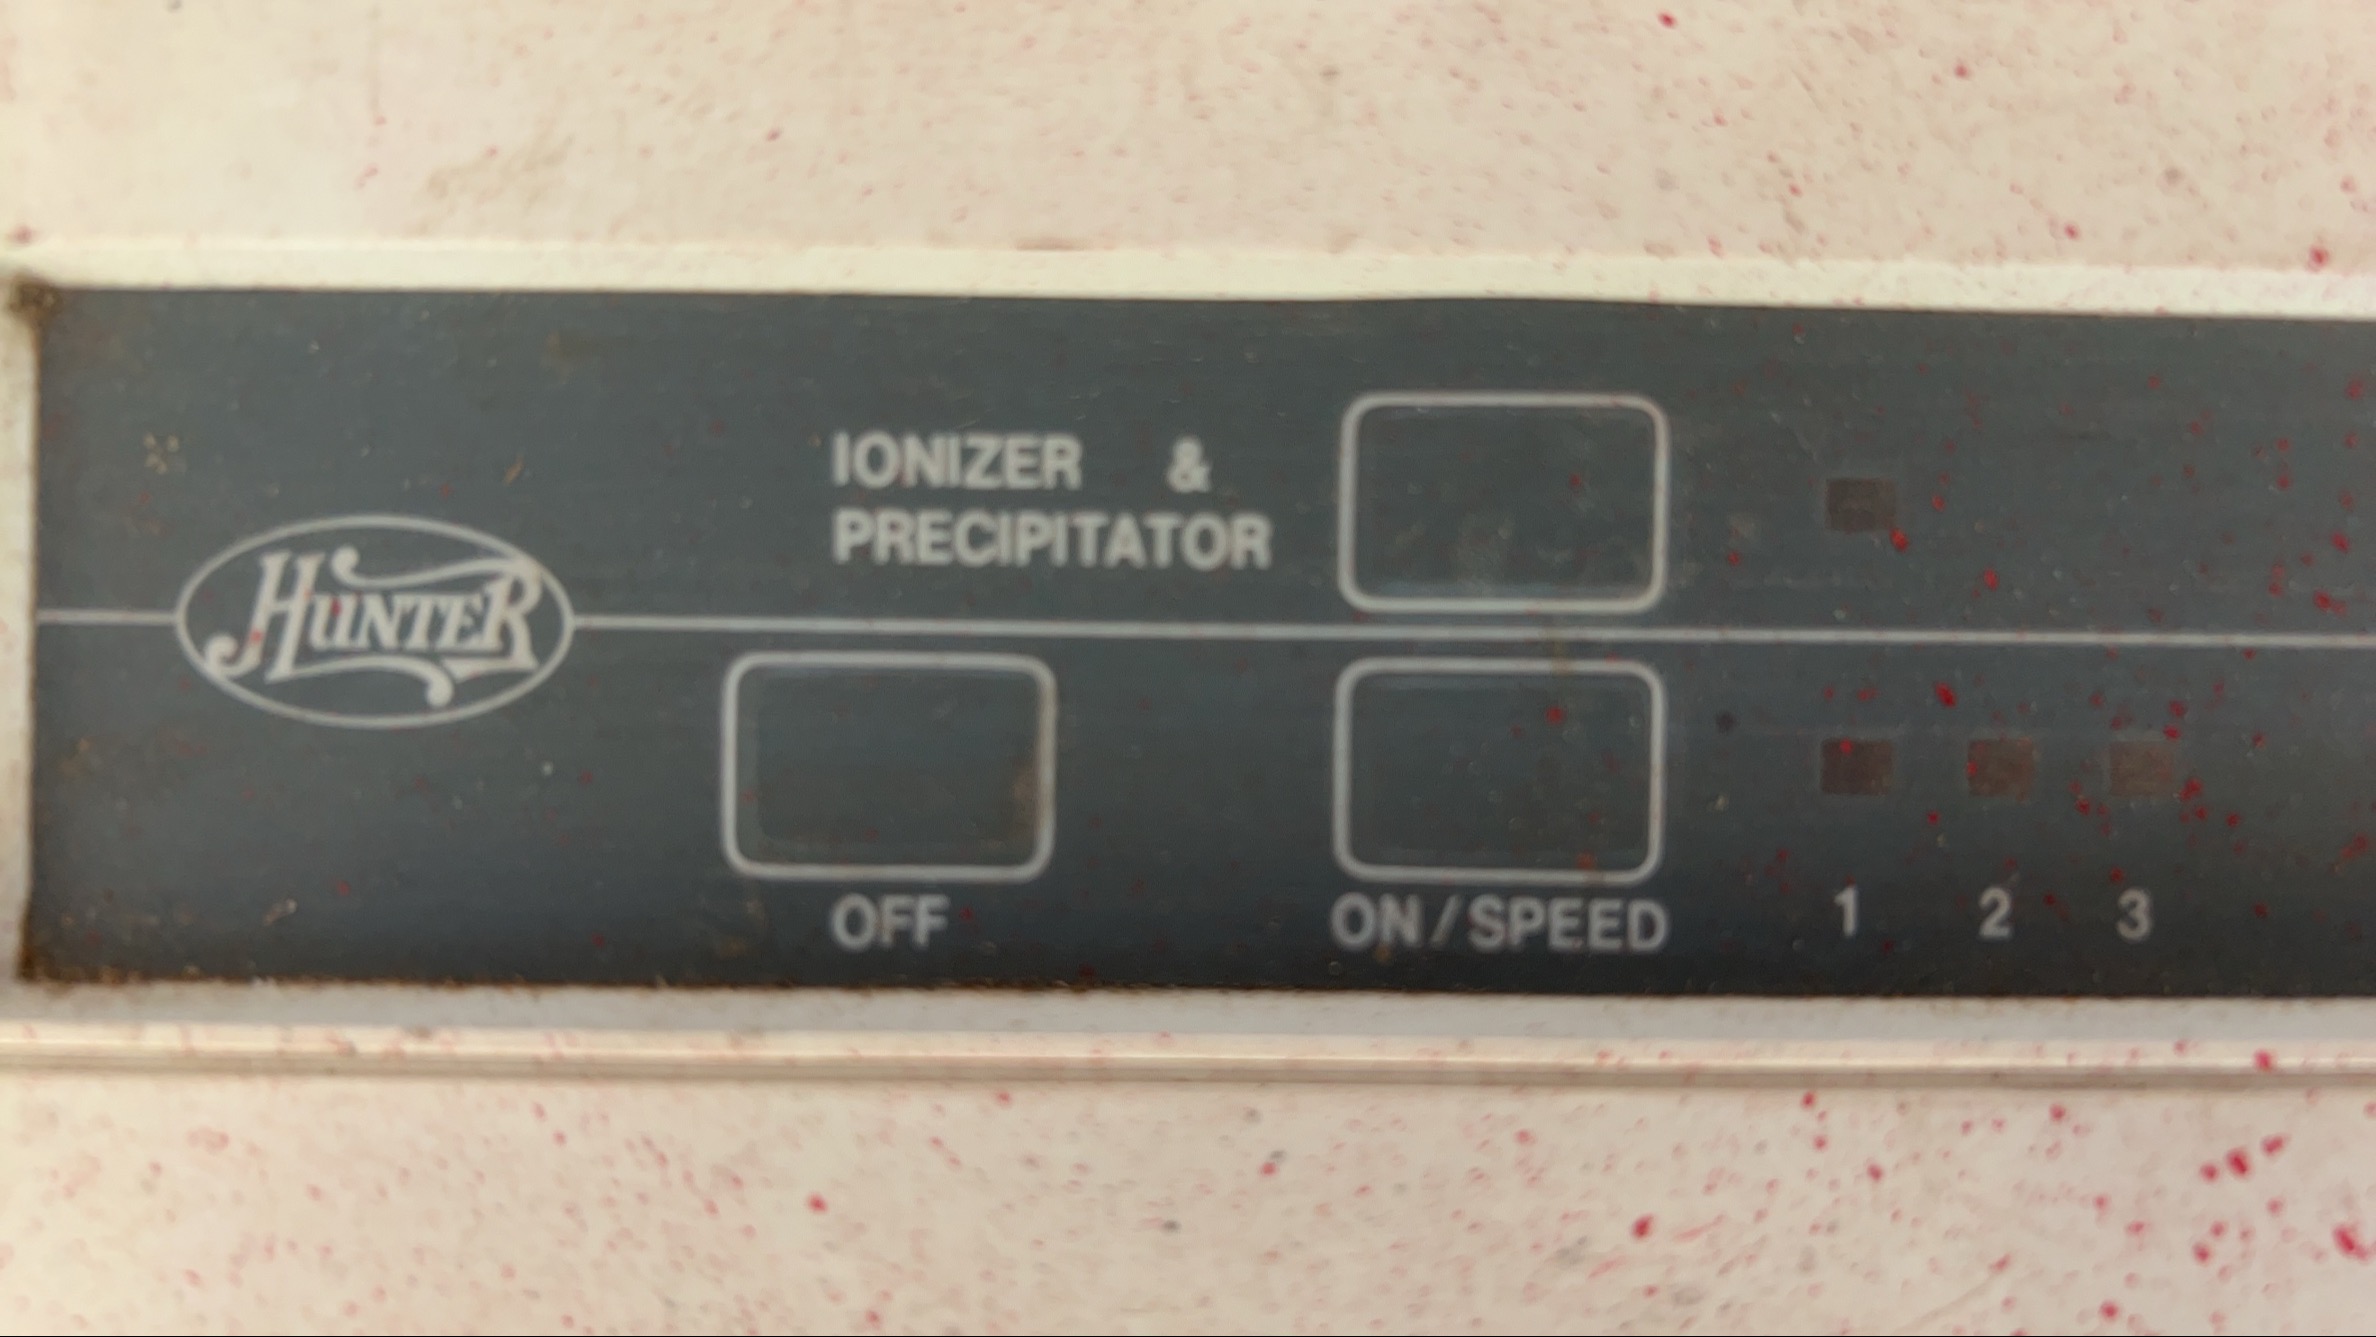 IONIZER &
PRECIPITATOR
HUNTER
OFF
ON/SPEED
1 2 3